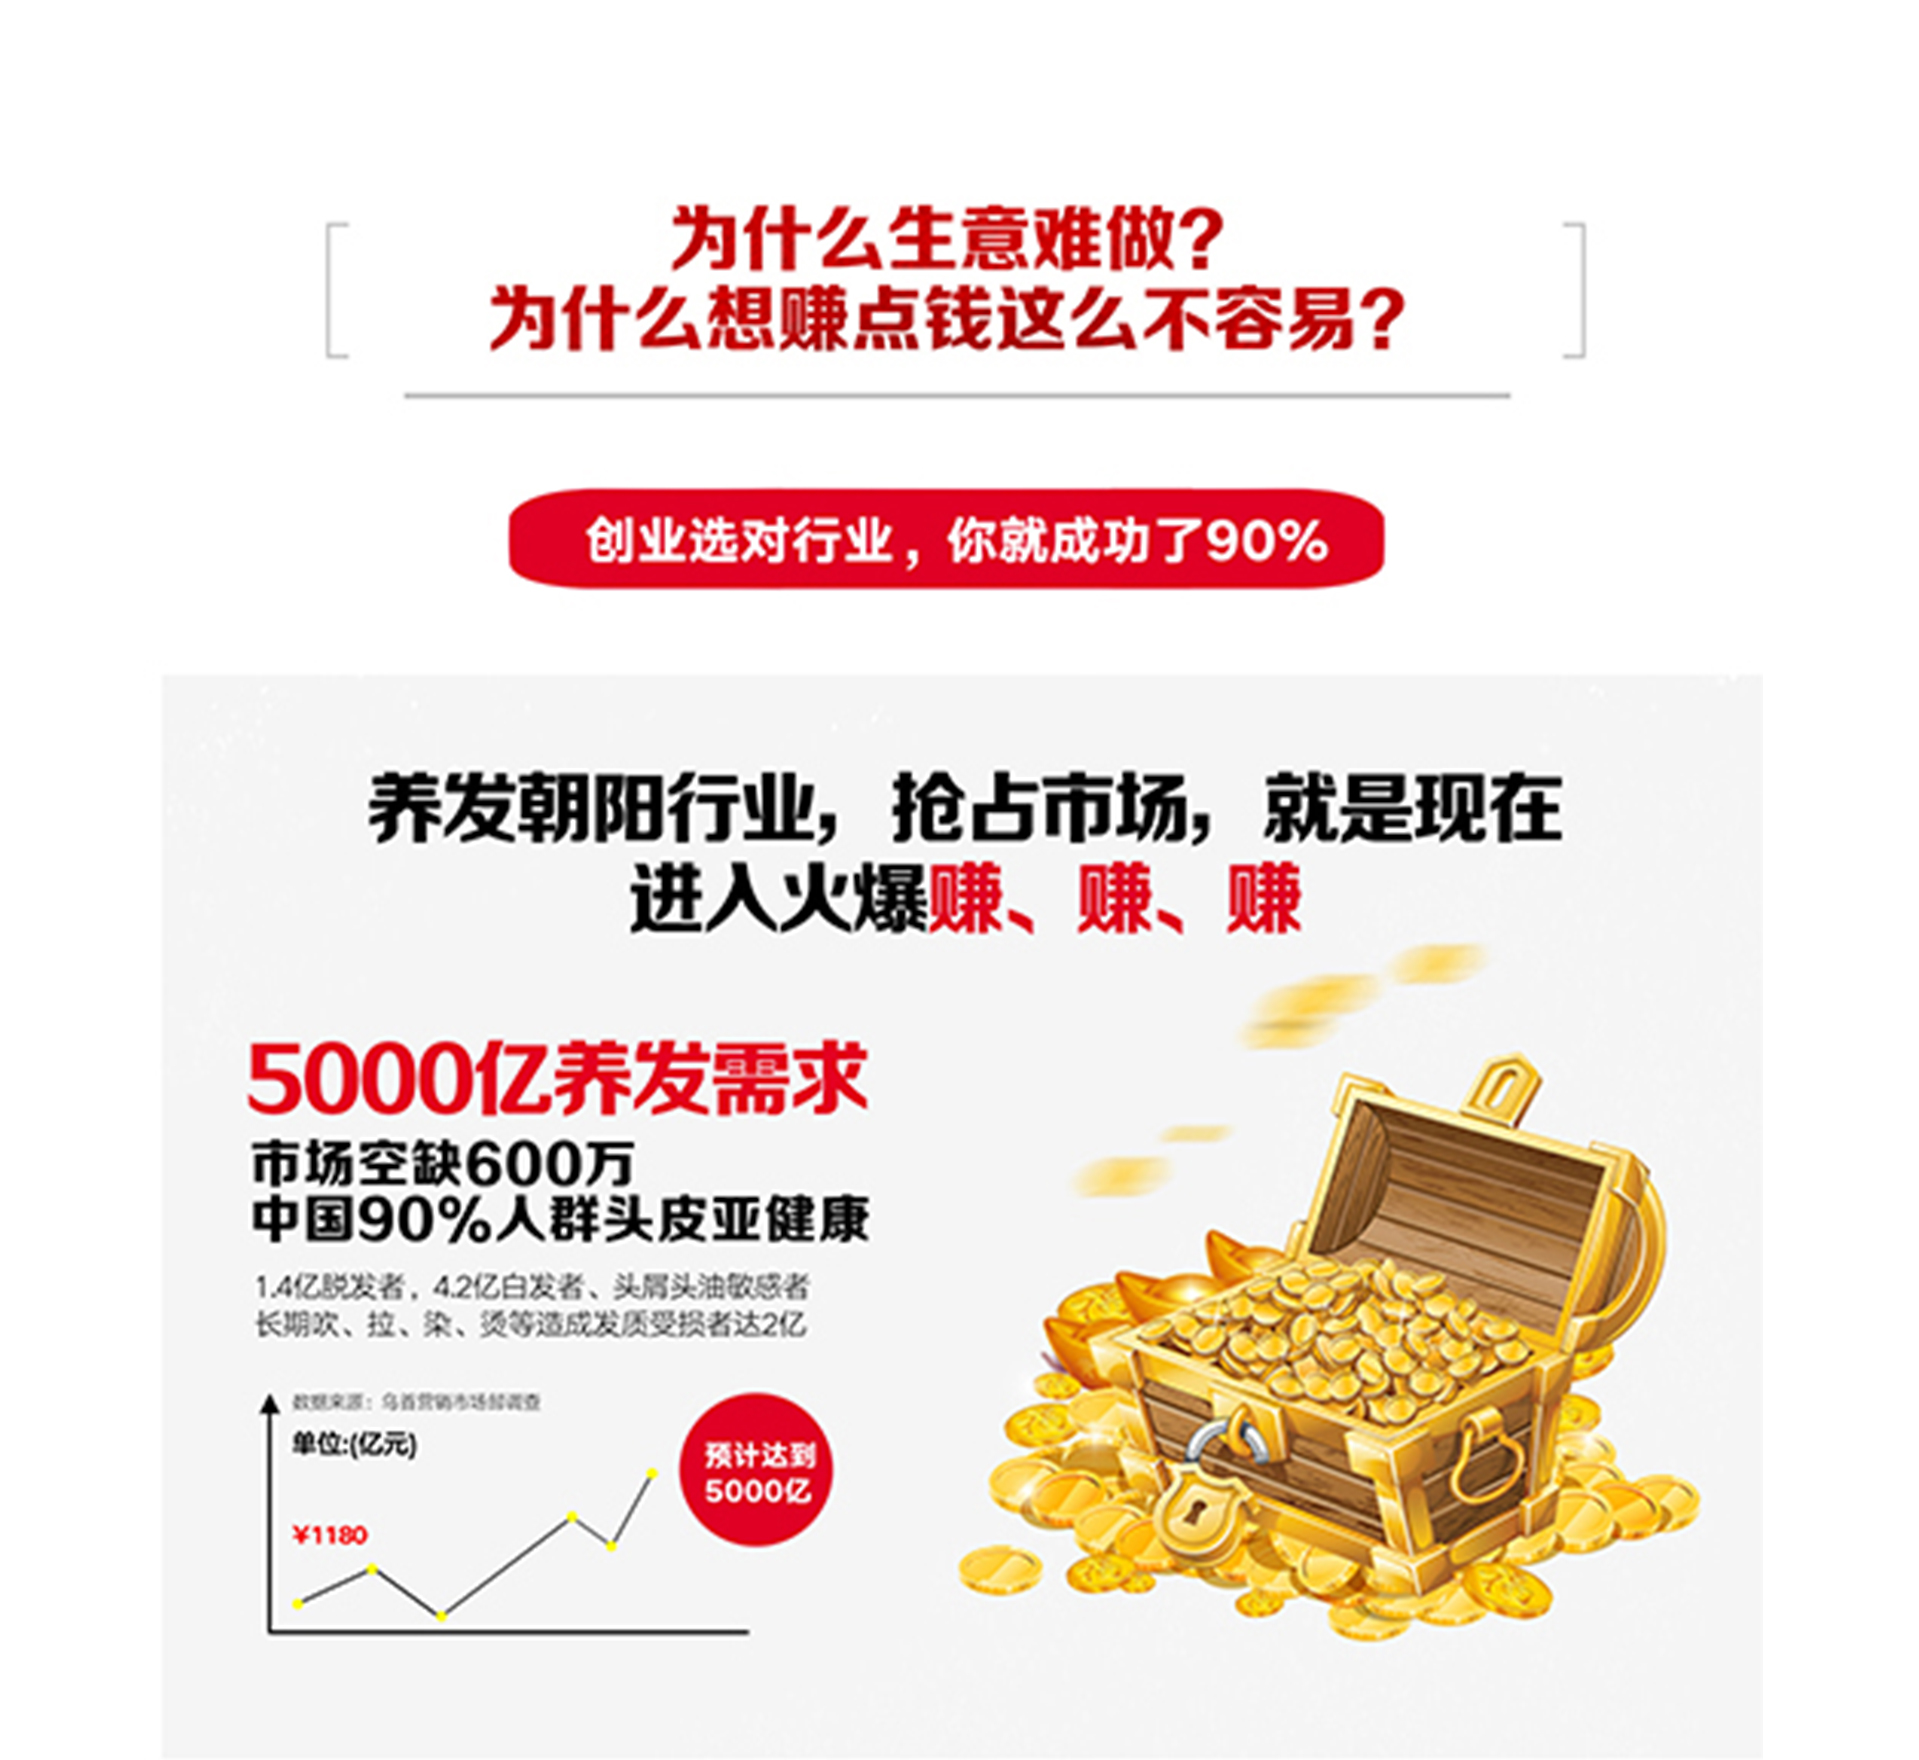 为什么生意难做?
为什么想赚点钱这么不容易?
创业选对行业，你就成功了90%
养发朝阳行业，抢占市场，就是现在
进入火爆赚、赚、赚
5000亿养发需求
市场空缺600万
中国90%人群头皮亚健康
1.4亿脱发者，4.2亿白发者、头屑头油敏感者
长期吹、拉、染、烫等造成发质受损者达2亿
数据来源：乌首营销市场部调查
单位:(亿元)
预计达到
5000亿
¥1180